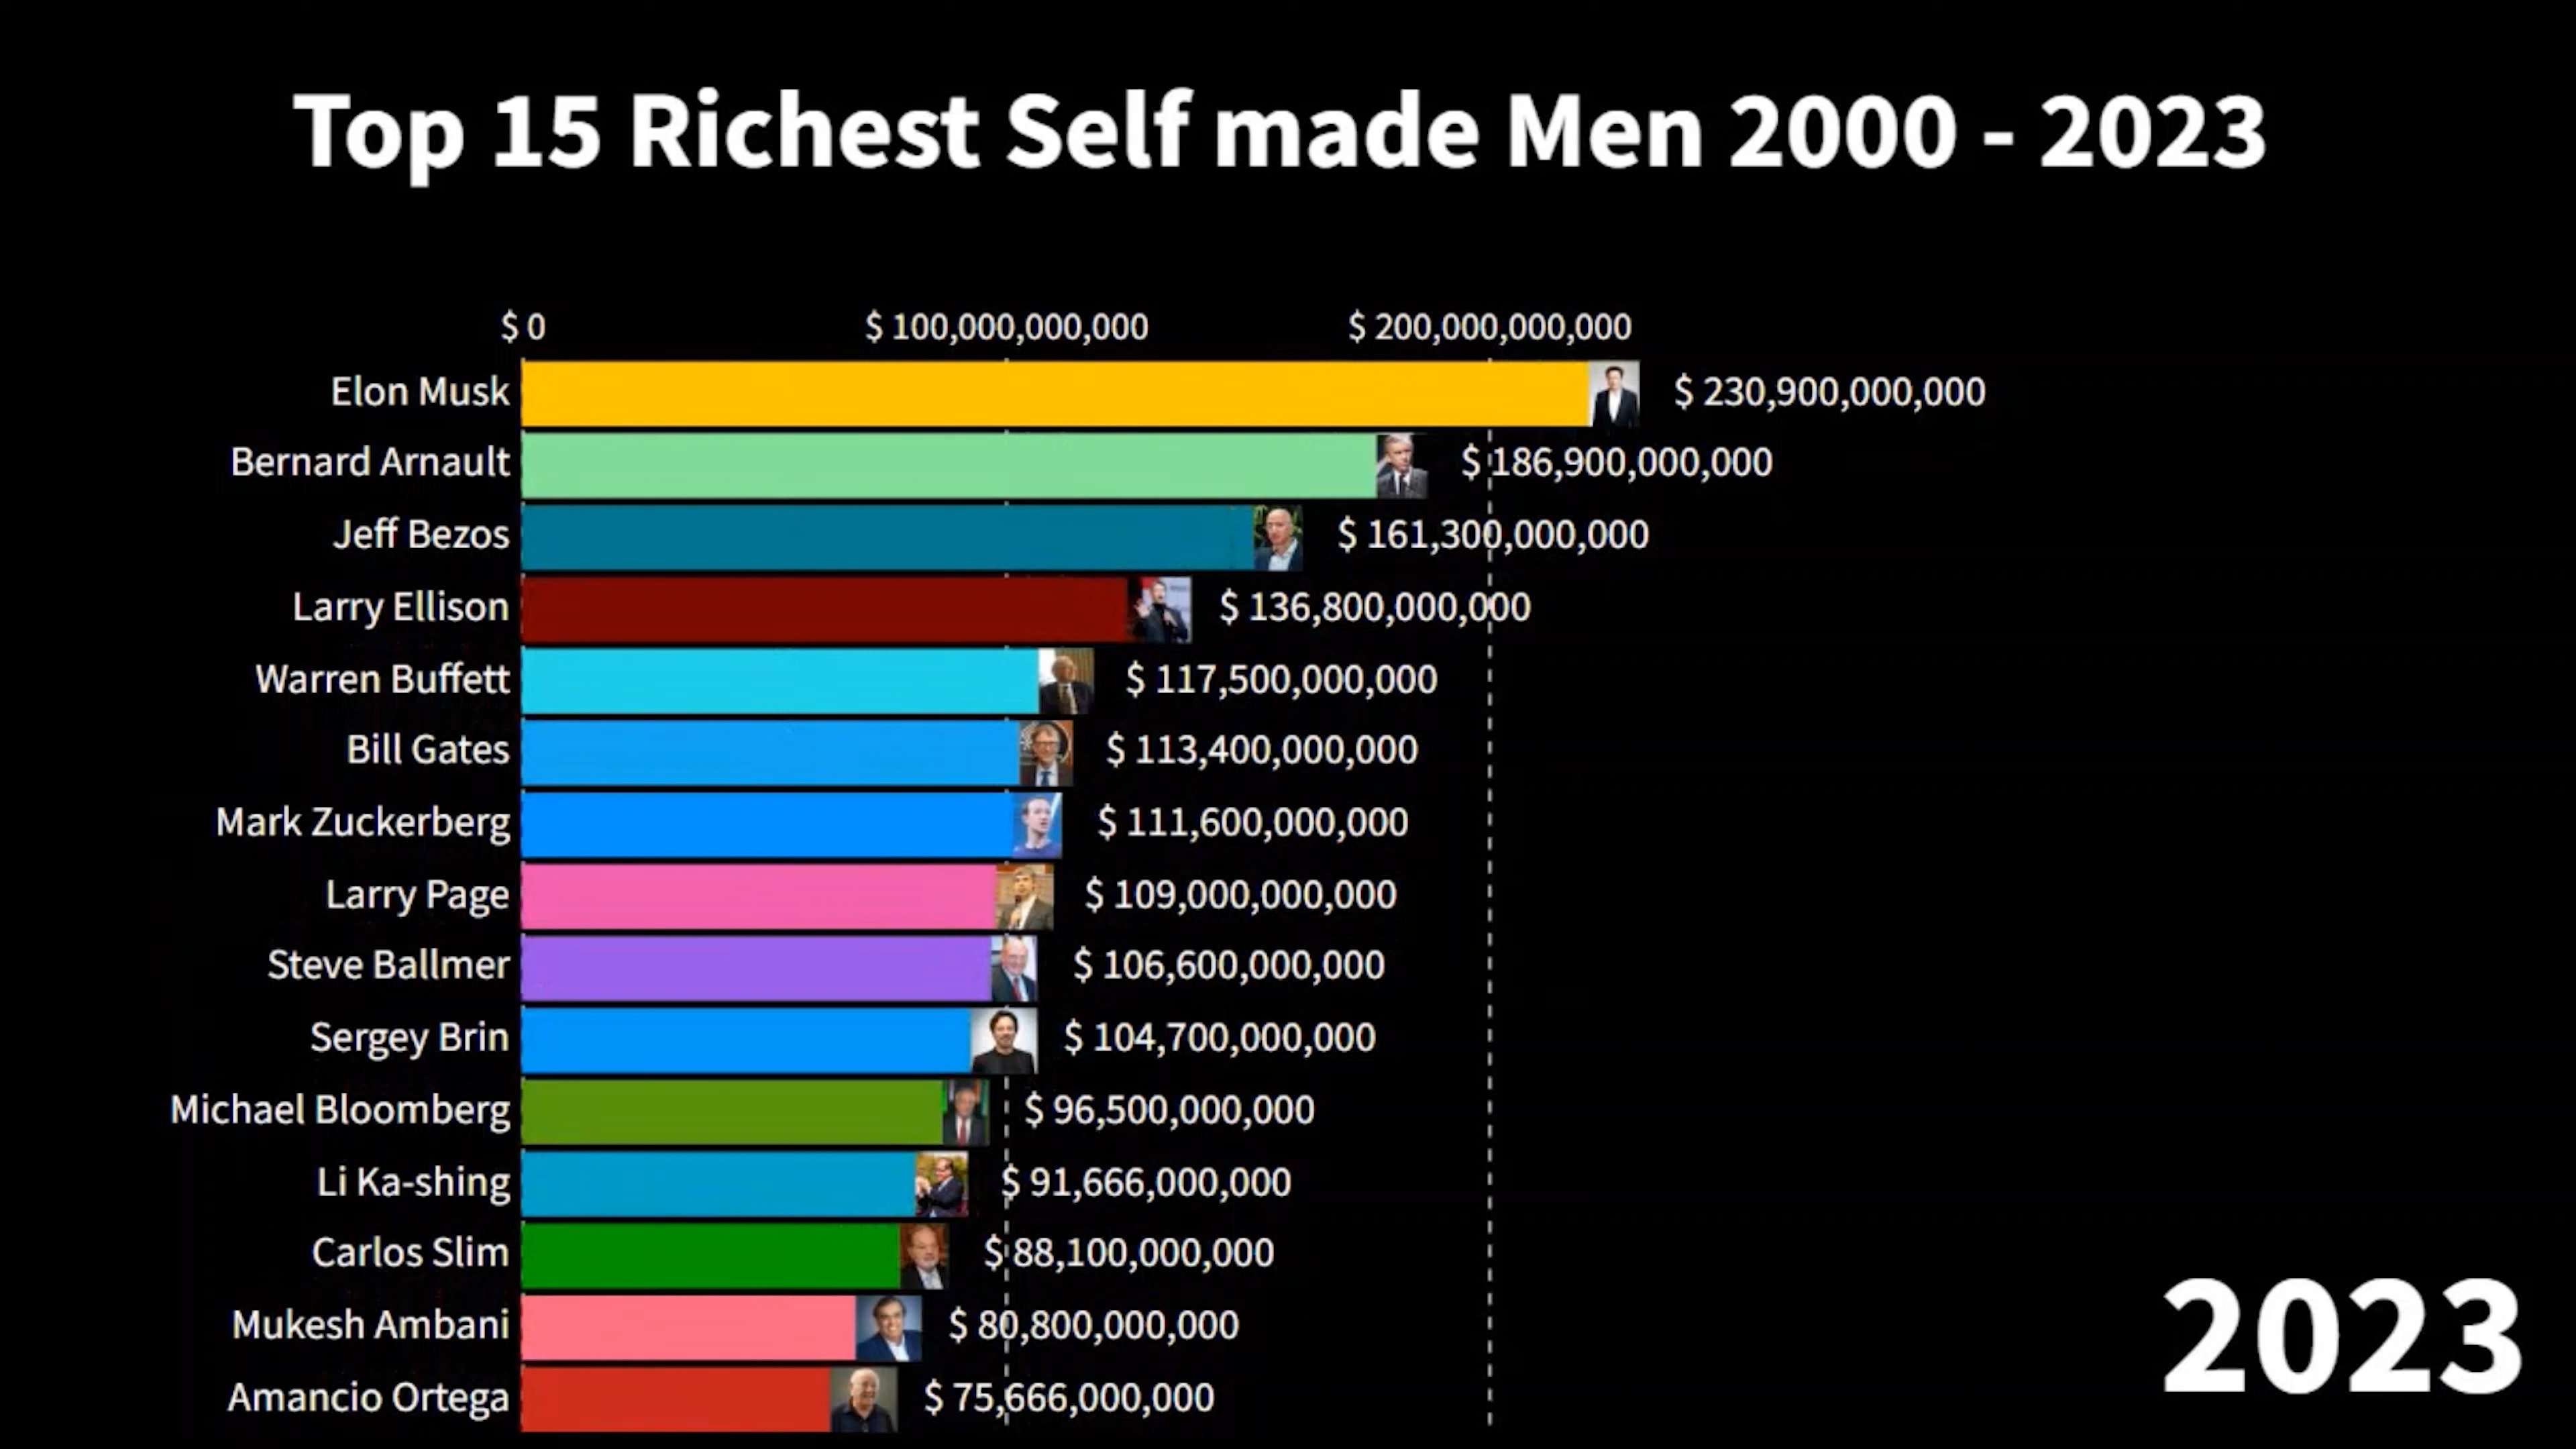 Top 15 Richest Self made Men 2000 - 2023
$ 0 $ 100,000,000,000 $ 200,000,000,000
Elon Musk $ 230,900,000,000
Bernard Arnault $ 186,900,000,000
Jeff Bezos $ 161,300,000,000
Larry Ellison $ 136,800,000,000
Warren Buffett $ 117,500,000,000
Bill Gates $ 113,400,000,000
Mark Zuckerberg $ 111,600,000,000
Larry Page $ 109,000,000,000
Steve Ballmer $ 106,600,000,000
Sergey Brin $ 104,700,000,000
Michael Bloomberg $ 96,500,000,000
Li Ka-shing $ 91,666,000,000
Carlos Slim $ 88,100,000,000
Mukesh Ambani $ 80,800,000,000
Amancio Ortega $ 75,666,000,000
2023